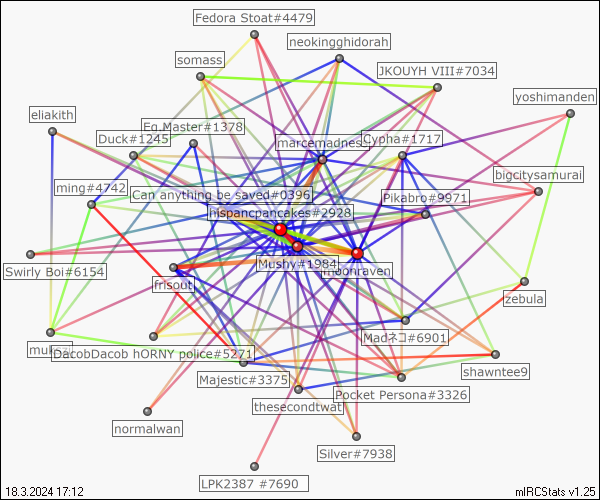 Fedora Stoat#4479
neokingghidorah
somass
JKOUYH VIII#7034
yoshimanden
eliakith
Eg.Master#1378
Duck#1245
marcemadness
Cypha#1717
bigcitysamurai
ming#4742
Can anything be saved#0396
Pikabro#9971
hispancpancakes#2928
Mushy#1984
moonraven
Swirly Boi#6154
frisout
zebula
Madネコ#6901
DacobDacob hORNY police#5271
shawntee9
Majestic#3375
Pocket Persona#3326
thesecondtwat
normalwan
Silver#7938
LPK2387 #7690
18.3.2024 17:12
mIRCStats v1.25